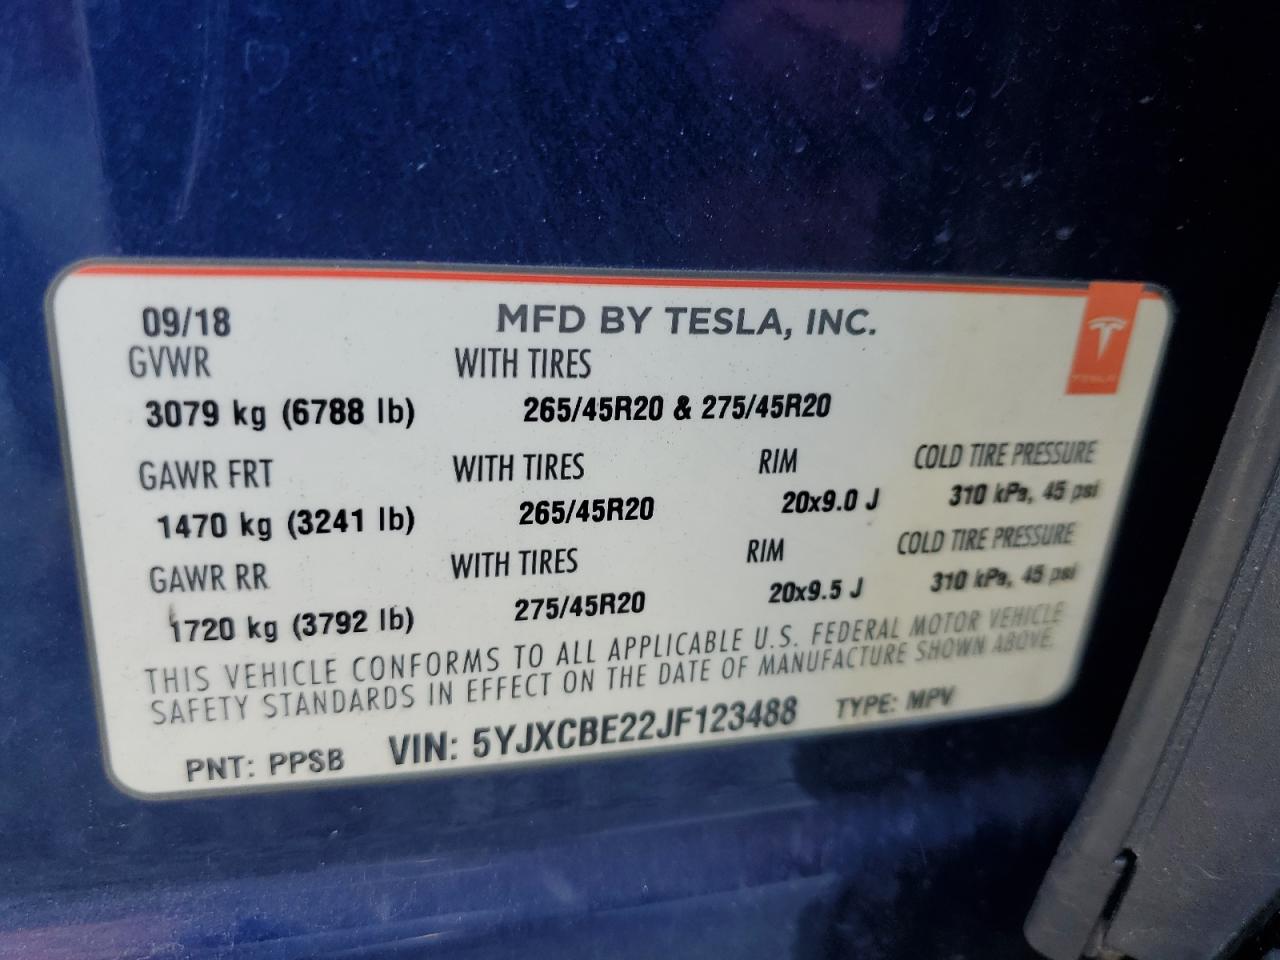 09/18 MFD BY TESLA, INC.
GVWR WITH TIRES
3079 kg (6788 lb) 265/45R20 & 275/45R20
GAWR FRT WITH TIRES RIM COLD TIRE PRESSURE
1470 kg (3241 lb) 265/45R20 20x9.0 J 310 kPa, 45 psi
GAWR RR WITH TIRES RIM COLD TIRE PRESSURE
1720 kg (3792 lb) 275/45R20 20x9.5 J 310 kPa, 45 psi
THIS VEHICLE CONFORMS TO ALL APPLICABLE U.S. FEDERAL MOTOR VEHICLE
SAFETY STANDARDS IN EFFECT ON THE DATE OF MANUFACTURE SHOWN ABOVE.
PNT: PPSB VIN: 5YJXCBE22JF123488 TYPE: MPV
TESLA